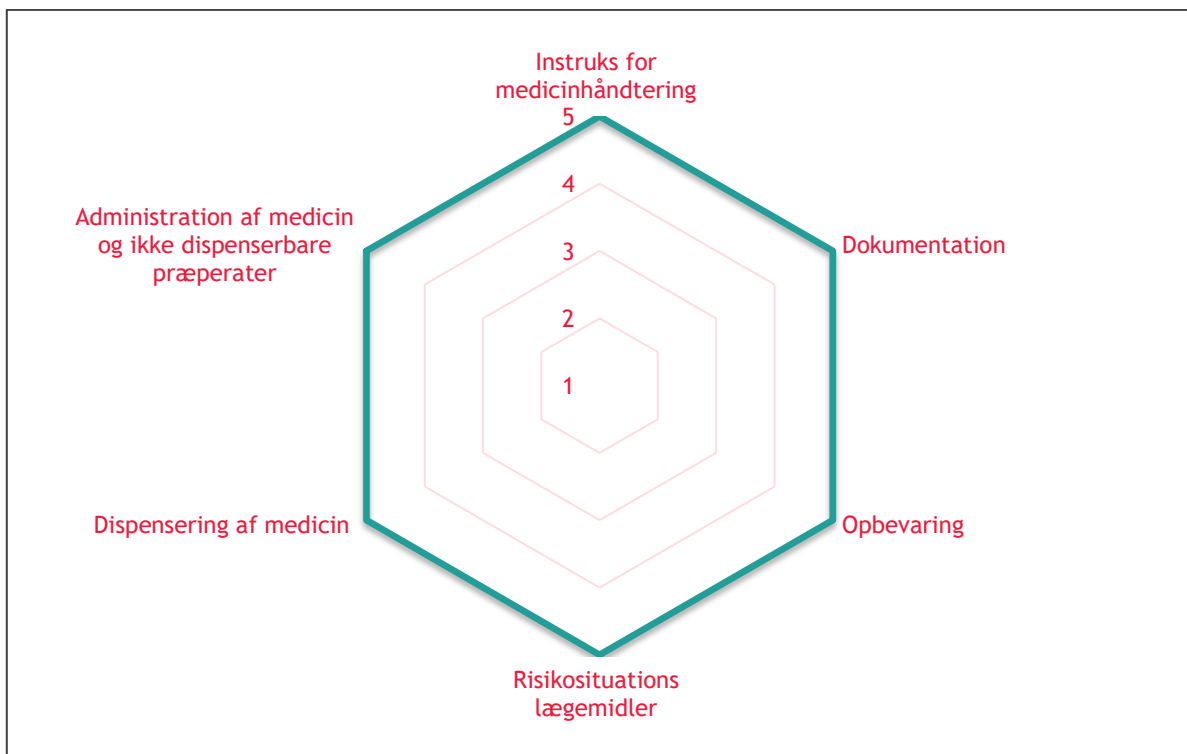 Instruks for
medicinhåndtering
5
4
3
2
1
Administration af medicin
og ikke dispenserbare
præperater
Dokumentation
Dispensering af medicin
Opbevaring
Risikosituations
lægemidler